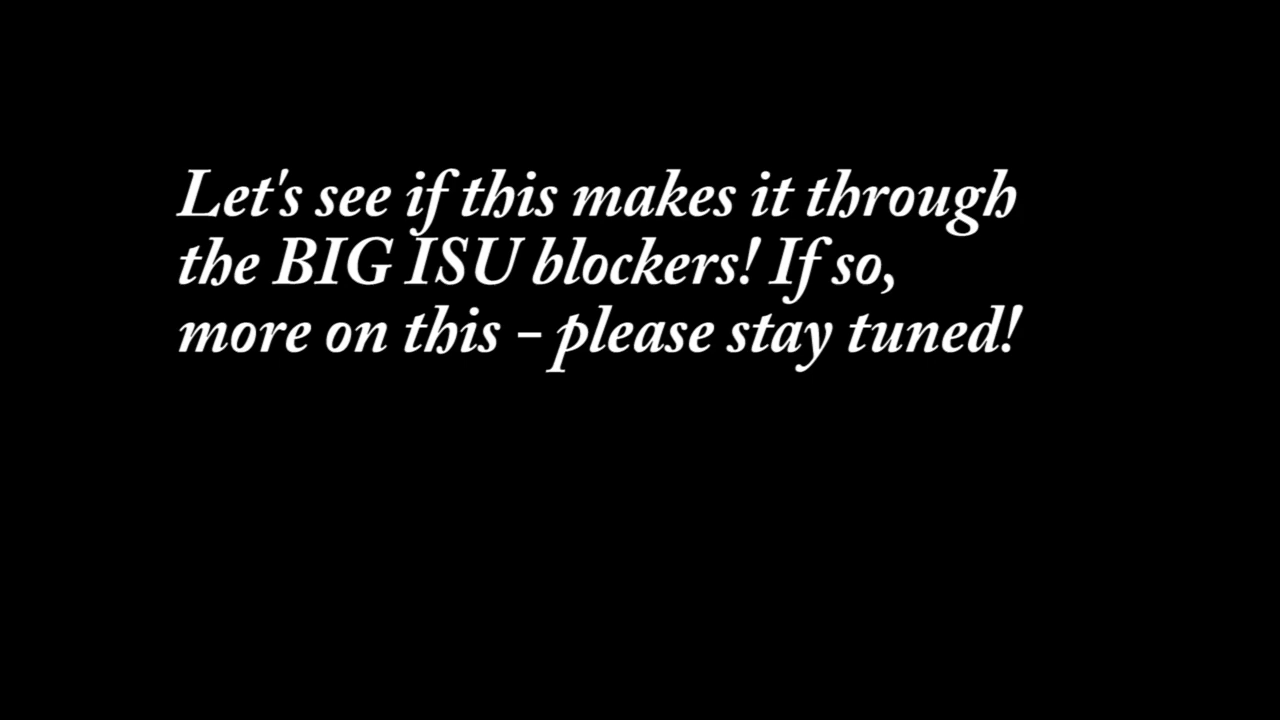 Let's see if this makes it through
the BIG ISU blockers! If so,
more on this - please stay tuned!